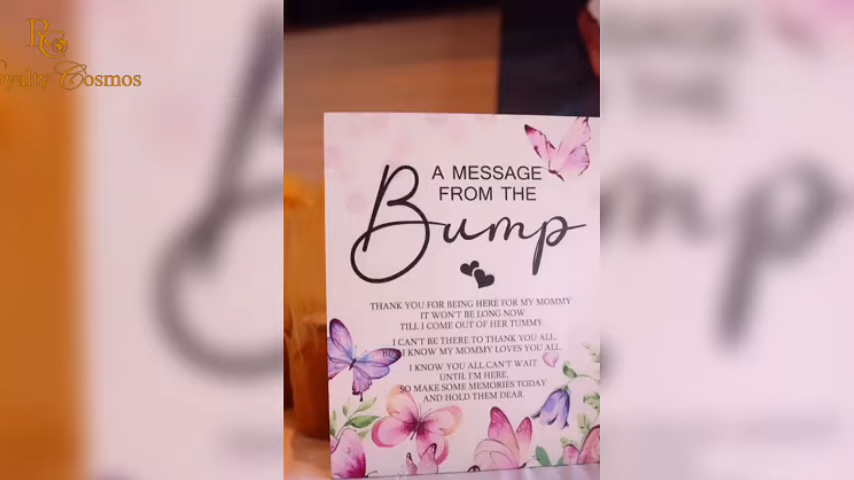 RC
yalty Cosmos
A MESSAGE
FROM THE
Bump
THANK YOU FOR BEING HERE FOR MY MOMMY
IT WON'T BE LONG NOW
TILL I COME OUT OF HER TUMMY
I CAN'T BE THERE TO THANK YOU ALL,
I KNOW MY MOMMY LOVES YOU ALL.
I KNOW YOU ALL CAN'T WAIT
UNTIL I'M HERE,
SO MAKE SOME MEMORIES TODAY
AND HOLD THEM DEAR.